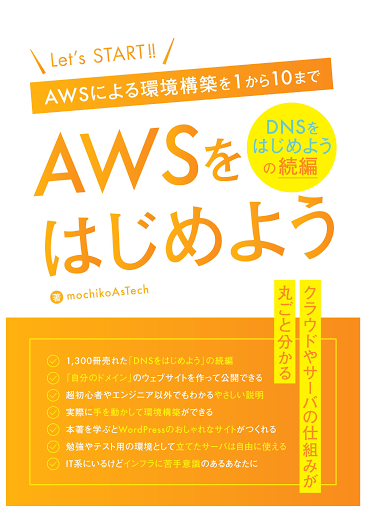 Let's START!!
AWSによる環境構築を1から10まで
DNSを
はじめよう
の続編
AWSを
はじめよう
著 mochikoAsTech
クラウドやサーバの仕組みが
丸ごと分かる
1,300冊売れた「DNSをはじめよう」の続編
「自分のドメイン」のウェブサイトを作って公開できる
超初心者やエンジニア以外でもわかるやさしい説明
実際に手を動かして環境構築ができる
本著を学ぶとWordPressのおしゃれなサイトがつくれる
勉強やテスト用の環境として立てたサーバは自由に使える
IT系にいるけどインフラに苦手意識のあるあなたに